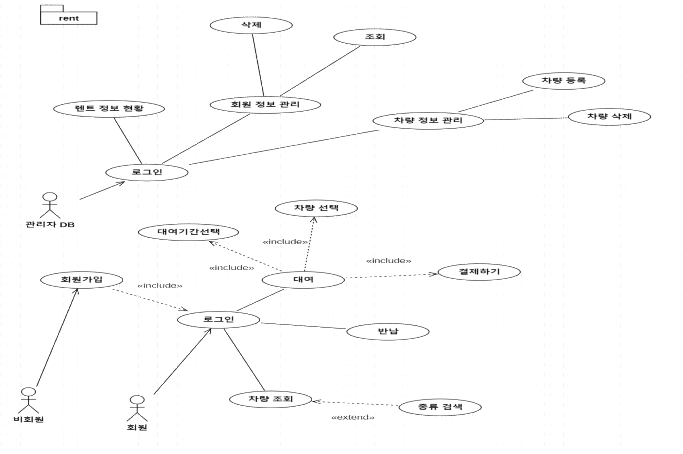 rent
삭제
조회
차량 등록
렌트 정보 현황
회원 정보 관리
차량 정보 관리
차량 삭제
로그인
관리자 DB
차량 선택
대여기간선택
«include»
«include»
«include»
결제하기
회원가입
«include»
대여
로그인
반납
비회원
회원
차량 조회
종류 검색
«extend»